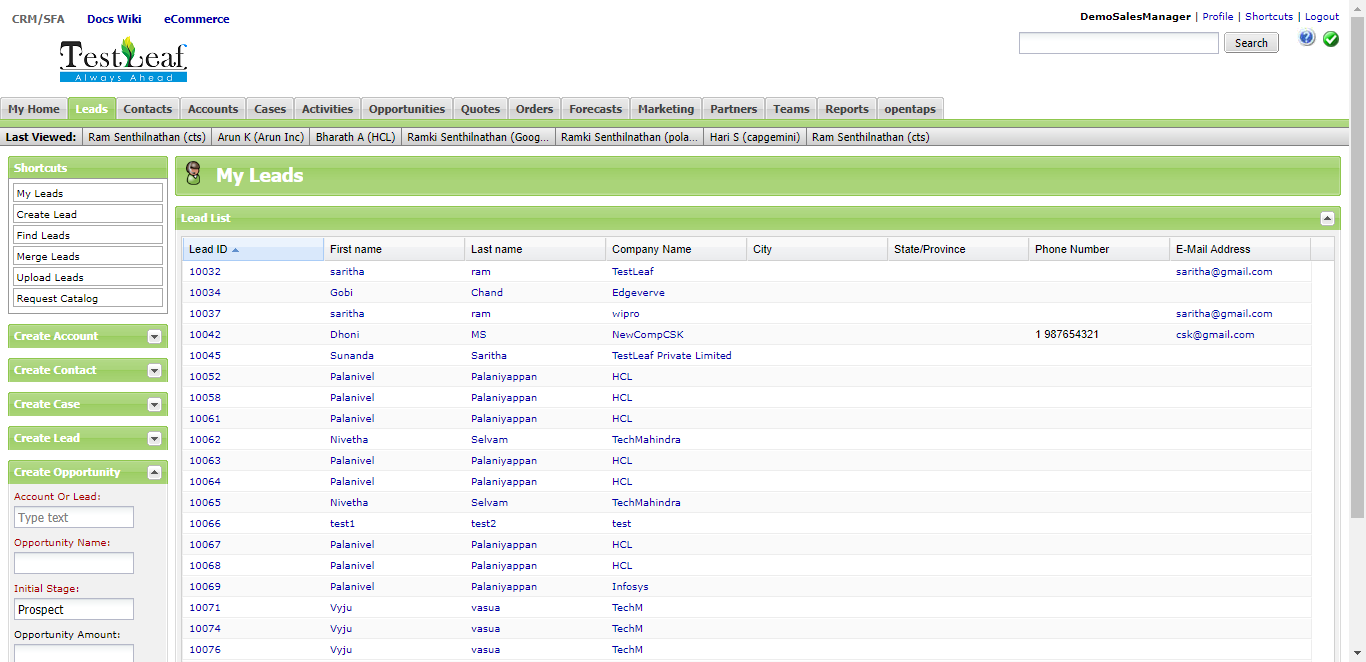 CRM/SFA Docs Wiki eCommerce
DemoSalesManager | Profile | Shortcuts | Logout
TestLeaf
Always Ahead
Search
?
My Home Leads Contacts Accounts Cases Activities Opportunities Quotes Orders Forecasts Marketing Partners Teams Reports opentaps
Last Viewed: Ram Senthilnathan (cts) Arun K (Arun Inc) Bharath A (HCL) Ramki Senthilnathan (Goog... Ramki Senthilnathan (pola... Hari S (capgemini) Ram Senthilnathan (cts)
Shortcuts
My Leads
Create Lead
Find Leads
Merge Leads
Upload Leads
Request Catalog
Create Account
Create Contact
Create Case
Create Lead
Create Opportunity
Account Or Lead:
Type text
Opportunity Name:
Initial Stage:
Prospect
Opportunity Amount:
My Leads
Lead List
Lead ID First name Last name Company Name City State/Province Phone Number E-Mail Address
10032 saritha ram TestLeaf saritha@gmail.com
10034 Gobi Chand Edgeverve
10037 saritha ram wipro saritha@gmail.com
10042 Dhoni MS NewCompCSK 1 987654321 csk@gmail.com
10045 Sunanda Saritha TestLeaf Private Limited
10052 Palanivel Palaniyappan HCL
10058 Palanivel Palaniyappan HCL
10061 Palanivel Palaniyappan HCL
10062 Nivetha Selvam TechMahindra
10063 Palanivel Palaniyappan HCL
10064 Palanivel Palaniyappan HCL
10065 Nivetha Selvam TechMahindra
10066 test1 test2 test
10067 Palanivel Palaniyappan HCL
10068 Palanivel Palaniyappan HCL
10069 Palanivel Palaniyappan Infosys
10071 Vyju vasua TechM
10074 Vyju vasua TechM
10076 Vyju vasua TechM